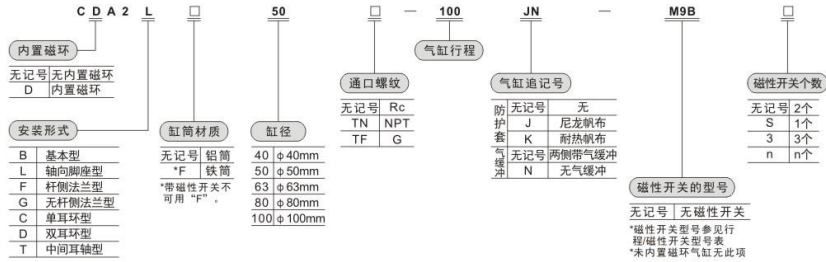 C D A 2 L □ 50 □ — 100 JN — M9B □
内置磁环
无记号 无内置磁环
D 内置磁环
安装形式
B 基本型
L 轴向脚座型
F 杆侧法兰型
G 无杆侧法兰型
C 单耳环型
D 双耳环型
T 中间耳轴型
缸筒材质
无记号 铝筒
*F 铁筒
*带磁性开关不
可用“F”。
缸径
40 φ40mm
50 φ50mm
63 φ63mm
80 φ80mm
100 φ100mm
通口螺纹
无记号 Rc
TN NPT
TF G
气缸行程
气缸追记号
防护套 无记号 无
J 尼龙帆布
K 耐热帆布
气缓冲 无记号 两侧带气缓冲
N 无气缓冲
磁性开关的型号
无记号 无磁性开关
*磁性开关型号参见行
程/磁性开关型号表
*未内置磁环气缸无此项
磁性开关个数
无记号 2个
S 1个
3 3个
n n个